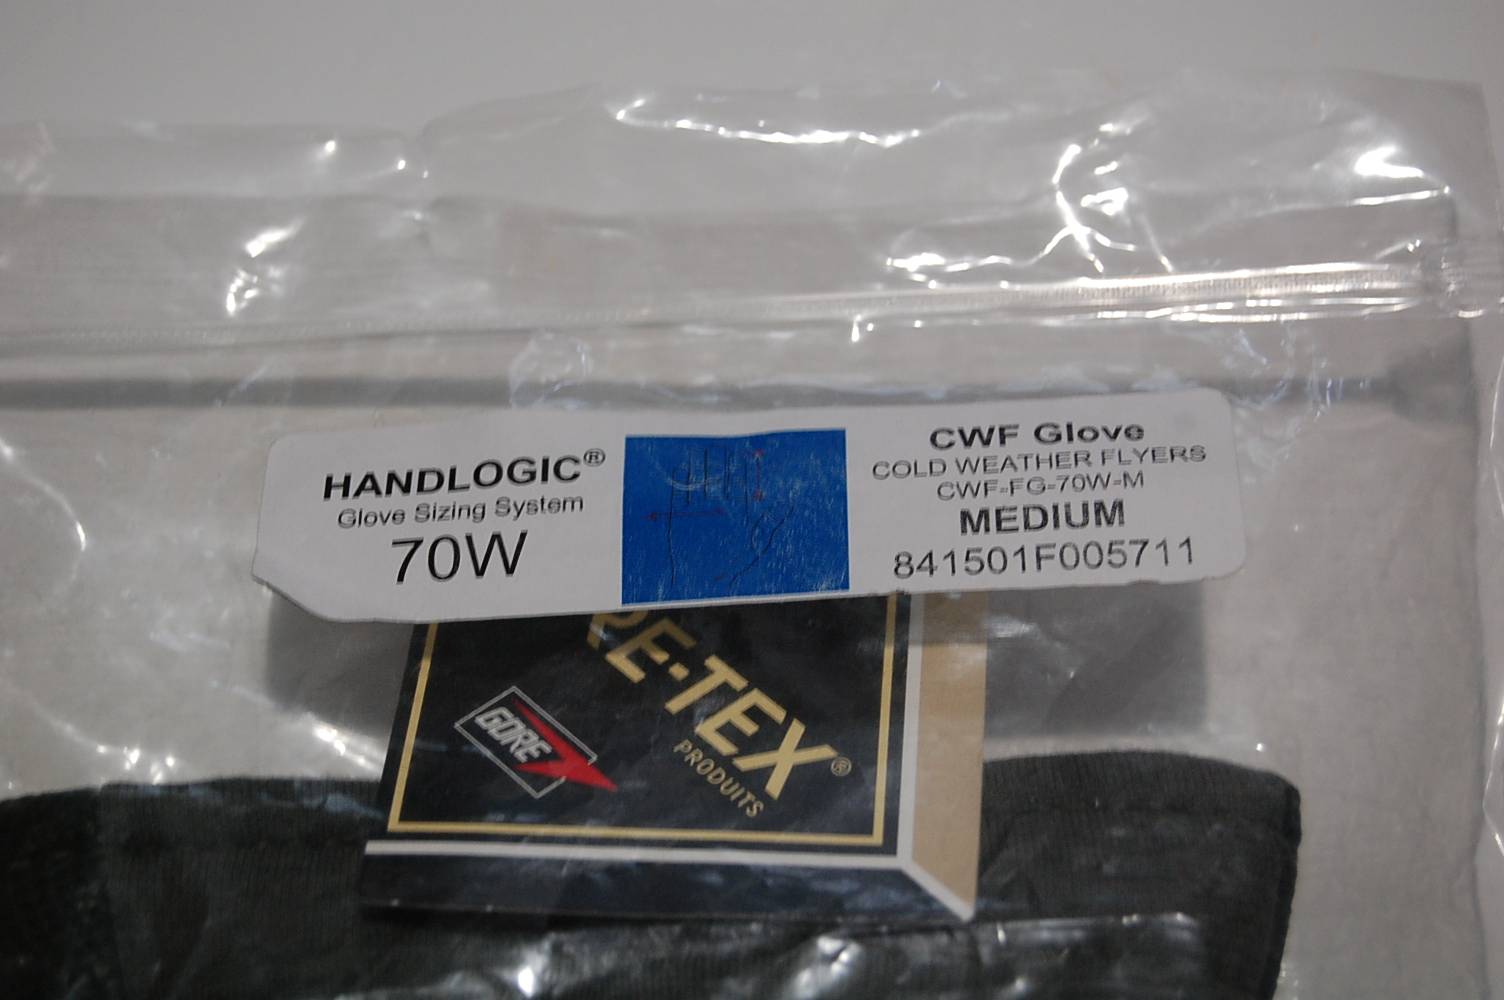 HANDLOGIC®
Glove Sizing System
70W
CWF Glove
COLD WEATHER FLYERS
CWF-FG-70W-M
MEDIUM
841501F005711
RE-TEX®
PRODUITS
GORE